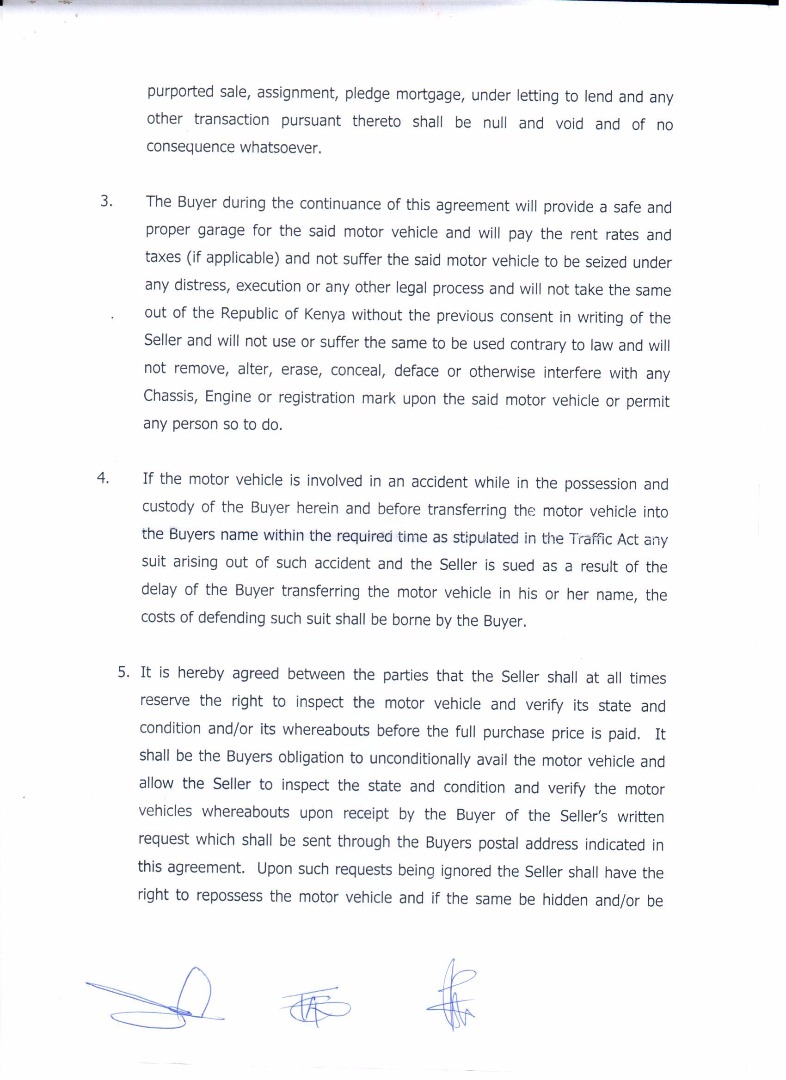 purported sale, assignment, pledge mortgage, under letting to lend and any
other transaction pursuant thereto shall be null and void and of no
consequence whatsoever.
3. The Buyer during the continuance of this agreement will provide a safe and
proper garage for the said motor vehicle and will pay the rent rates and
taxes (if applicable) and not suffer the said motor vehicle to be seized under
any distress, execution or any other legal process and will not take the same
out of the Republic of Kenya without the previous consent in writing of the
Seller and will not use or suffer the same to be used contrary to law and will
not remove, alter, erase, conceal, deface or otherwise interfere with any
Chassis, Engine or registration mark upon the said motor vehicle or permit
any person so to do.
4. If the motor vehicle is involved in an accident while in the possession and
custody of the Buyer herein and before transferring the motor vehicle into
the Buyers name within the required time as stipulated in the Traffic Act any
suit arising out of such accident and the Seller is sued as a result of the
delay of the Buyer transferring the motor vehicle in his or her name, the
costs of defending such suit shall be borne by the Buyer.
5. It is hereby agreed between the parties that the Seller shall at all times
reserve the right to inspect the motor vehicle and verify its state and
condition and/or its whereabouts before the full purchase price is paid. It
shall be the Buyers obligation to unconditionally avail the motor vehicle and
allow the Seller to inspect the state and condition and verify the motor
vehicles whereabouts upon receipt by the Buyer of the Seller's written
request which shall be sent through the Buyers postal address indicated in
this agreement. Upon such requests being ignored the Seller shall have the
right to repossess the motor vehicle and if the same be hidden and/or be